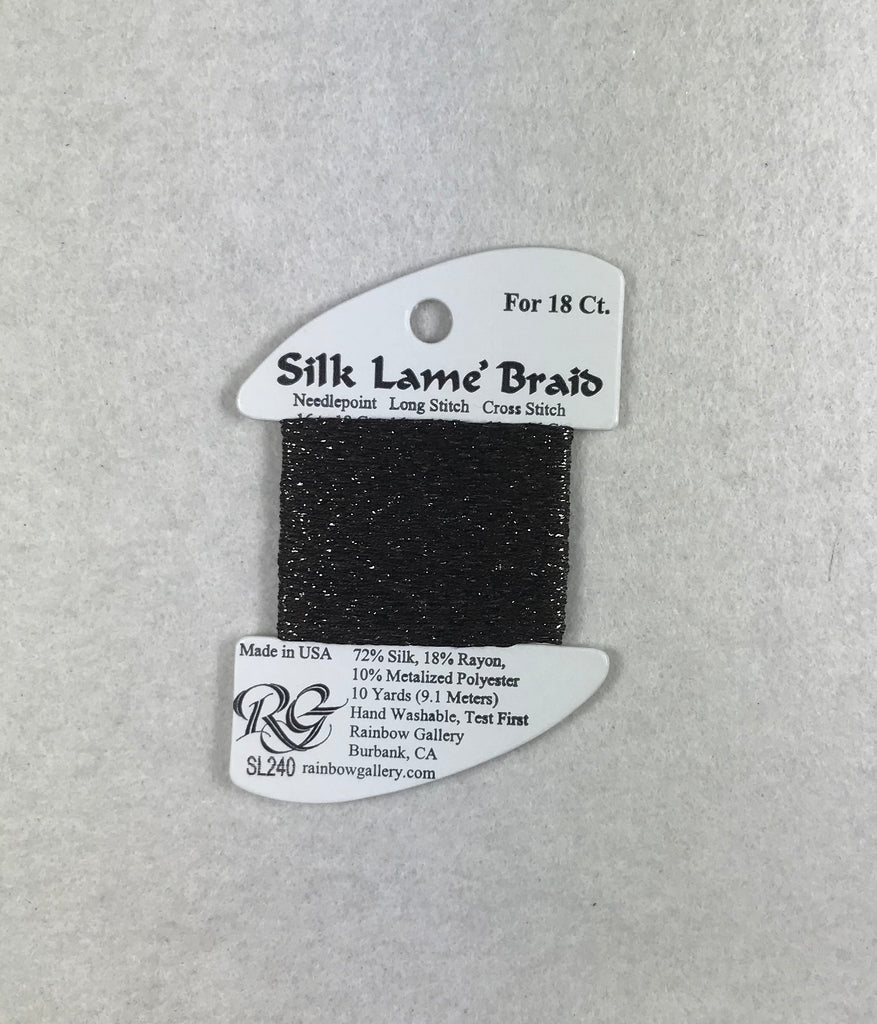 For 18 Ct.
Silk Lamé Braid
Needlepoint Long Stitch Cross Stitch
Made in USA
72% Silk, 18% Rayon,
10% Metalized Polyester
10 Yards (9.1 Meters)
Hand Washable, Test First
Rainbow Gallery
Burbank, CA
RG
SL240 rainbowgallery.com